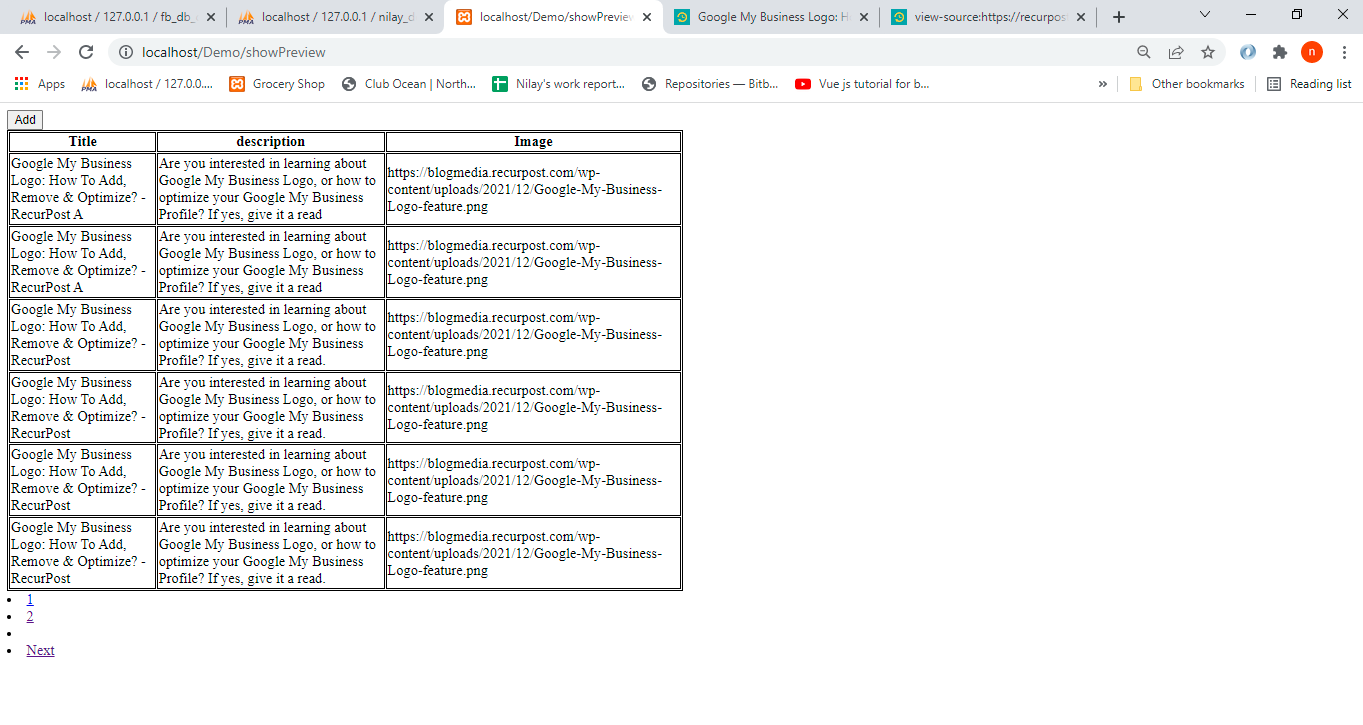 localhost / 127.0.0.1 / fb_db_
localhost / 127.0.0.1 / nilay_d
localhost/Demo/showPreview
Google My Business Logo: H
view-source:https://recurpost
localhost/Demo/showPreview
n
Apps
localhost / 127.0.0....
Grocery Shop
Club Ocean | North...
Nilay's work report...
Repositories — Bitb...
Vue js tutorial for b...
»
Other bookmarks
Reading list
Add
Title description Image
Google My Business
Logo: How To Add,
Remove & Optimize? -
RecurPost A
Are you interested in learning about
Google My Business Logo, or how to
optimize your Google My Business
Profile? If yes, give it a read
https://blogmedia.recurpost.com/wp-
content/uploads/2021/12/Google-My-Business-
Logo-feature.png
Google My Business
Logo: How To Add,
Remove & Optimize? -
RecurPost A
Are you interested in learning about
Google My Business Logo, or how to
optimize your Google My Business
Profile? If yes, give it a read
https://blogmedia.recurpost.com/wp-
content/uploads/2021/12/Google-My-Business-
Logo-feature.png
Google My Business
Logo: How To Add,
Remove & Optimize? -
RecurPost
Are you interested in learning about
Google My Business Logo, or how to
optimize your Google My Business
Profile? If yes, give it a read.
https://blogmedia.recurpost.com/wp-
content/uploads/2021/12/Google-My-Business-
Logo-feature.png
Google My Business
Logo: How To Add,
Remove & Optimize? -
RecurPost
Are you interested in learning about
Google My Business Logo, or how to
optimize your Google My Business
Profile? If yes, give it a read.
https://blogmedia.recurpost.com/wp-
content/uploads/2021/12/Google-My-Business-
Logo-feature.png
Google My Business
Logo: How To Add,
Remove & Optimize? -
RecurPost
Are you interested in learning about
Google My Business Logo, or how to
optimize your Google My Business
Profile? If yes, give it a read.
https://blogmedia.recurpost.com/wp-
content/uploads/2021/12/Google-My-Business-
Logo-feature.png
Google My Business
Logo: How To Add,
Remove & Optimize? -
RecurPost
Are you interested in learning about
Google My Business Logo, or how to
optimize your Google My Business
Profile? If yes, give it a read.
https://blogmedia.recurpost.com/wp-
content/uploads/2021/12/Google-My-Business-
Logo-feature.png
1
2
Next